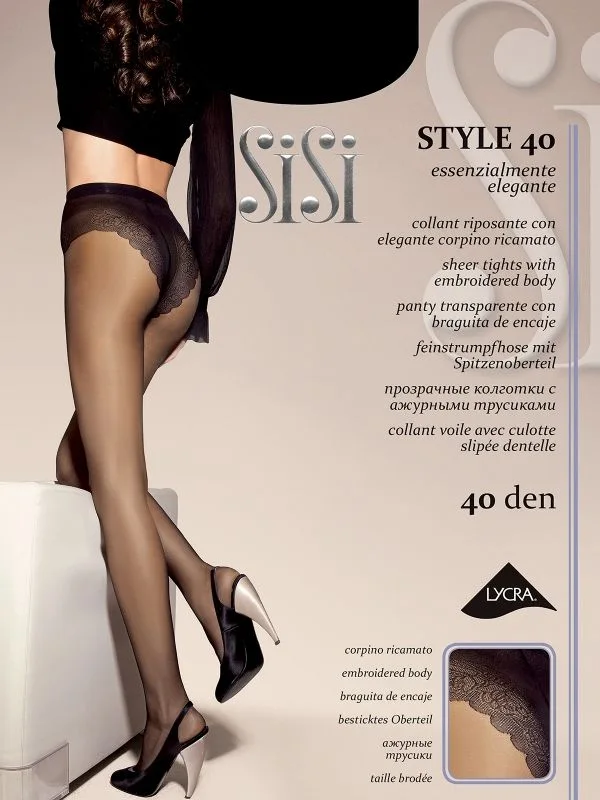 SiSi
STYLE 40
essenzialmente
elegante
collant riposante con
elegante corpino ricamato
sheer tights with
embroidered body
panty transparente con
braguita de encaje
feinstrumpfhose mit
Spitzenoberteil
прозрачные колготки с
ажурными трусиками
collant voile avec culotte
slipée dentelle
40 den
LYCRA®
corpino ricamato
embroidered body
braguita de encaje
besticktes Oberteil
ажурные
трусики
taille brodée